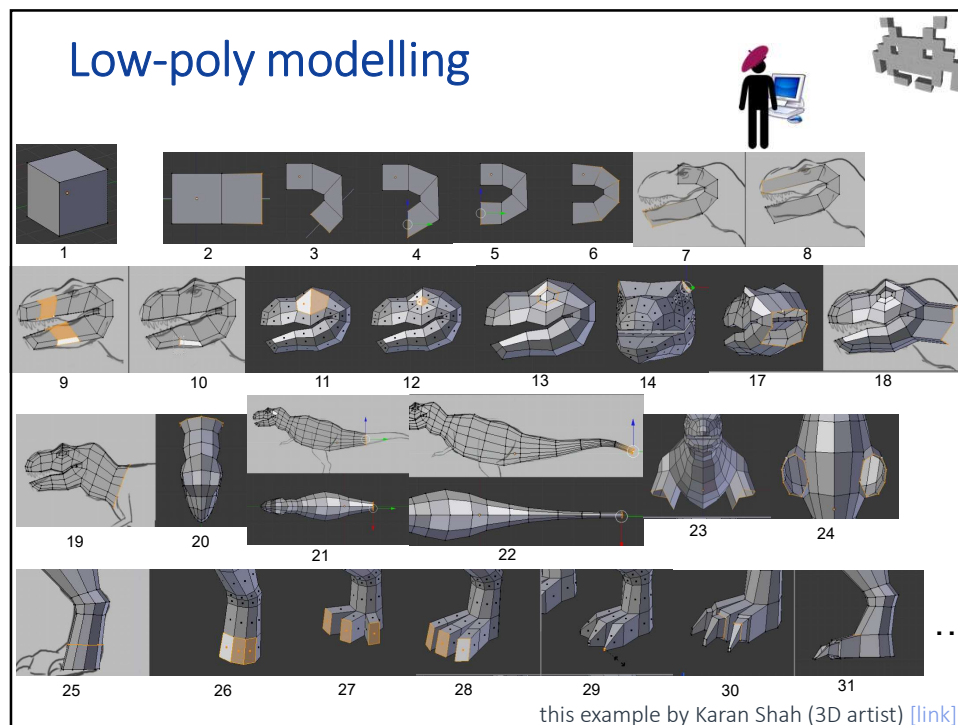 Low-poly modelling
1 2 3 4 5 6 7 8
9 10 11 12 13 14 17 18
19 20 21 22 23 24
25 26 27 28 29 30 31
...
this example by Karan Shah (3D artist) [link]